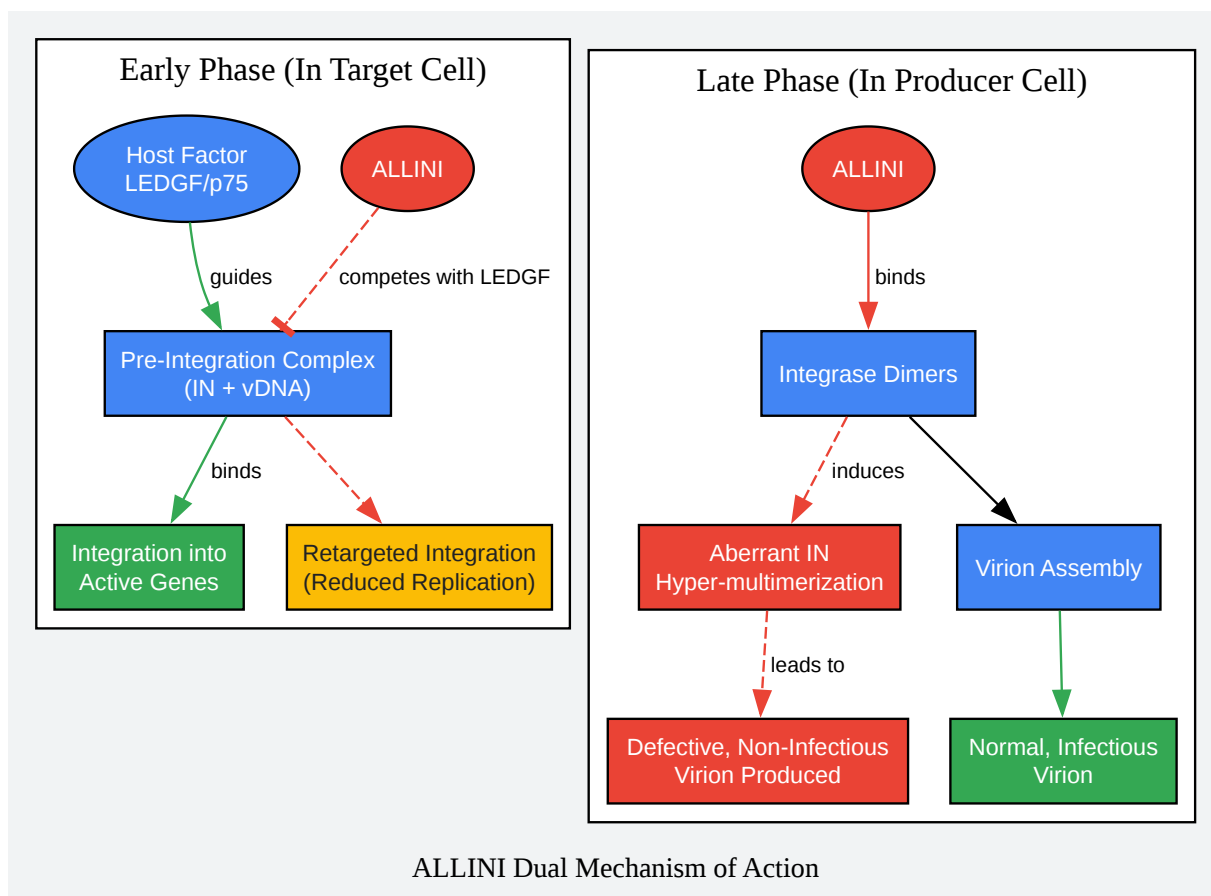 Early Phase (In Target Cell)
Host Factor
LEDGF/p75
ALLINI
guides
competes with LEDGF
Pre-Integration Complex
(IN + vDNA)
binds
Integration into
Active Genes
Retargeted Integration
(Reduced Replication)
Late Phase (In Producer Cell)
ALLINI
binds
Integrase Dimers
induces
Aberrant IN
Hyper-multimerization
Virion Assembly
leads to
Defective, Non-Infectious
Virion Produced
Normal, Infectious
Virion
ALLINI Dual Mechanism of Action